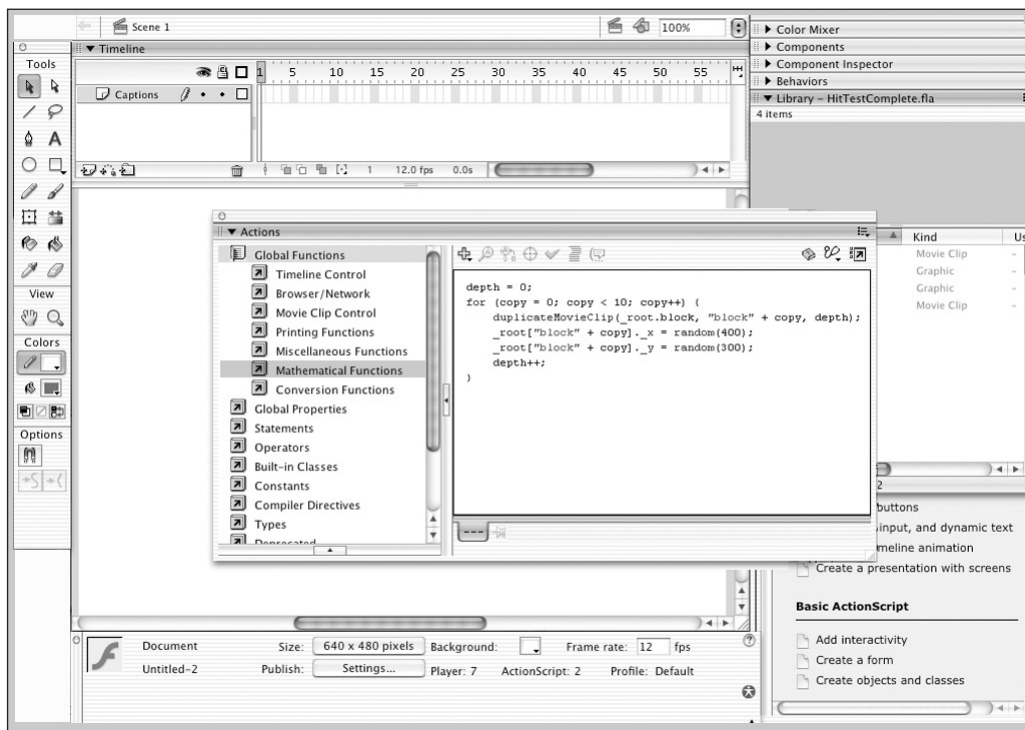 Scene 1
100%
Timeline
1 5 10 15 20 25 30 35 40 45 50 55
Captions
1 12.0 fps 0.0s
Tools
View
Colors
Options
Color Mixer
Components
Component Inspector
Behaviors
Library – HitTestComplete.fla
4 items
Kind Us
Movie Clip –
Graphic –
Graphic –
Movie Clip –
Actions
Global Functions
Timeline Control
Browser/Network
Movie Clip Control
Printing Functions
Miscellaneous Functions
Mathematical Functions
Conversion Functions
Global Properties
Statements
Operators
Built-in Classes
Constants
Compiler Directives
Types
Deprecated
depth = 0;
for (copy = 0; copy < 10; copy++) (
duplicateMovieClip(_root.block, "block" + copy, depth);
_root["block" + copy]._x = random(400);
_root["block" + copy]._y = random(300);
depth++;
)
2
buttons
input, and dynamic text
meline animation
Create a presentation with screens
Basic ActionScript
Add interactivity
Create a form
Create objects and classes
Document Size: 640 x 480 pixels Background: Frame rate: 12 fps
Untitled-2 Publish: Settings... Player: 7 ActionScript: 2 Profile: Default